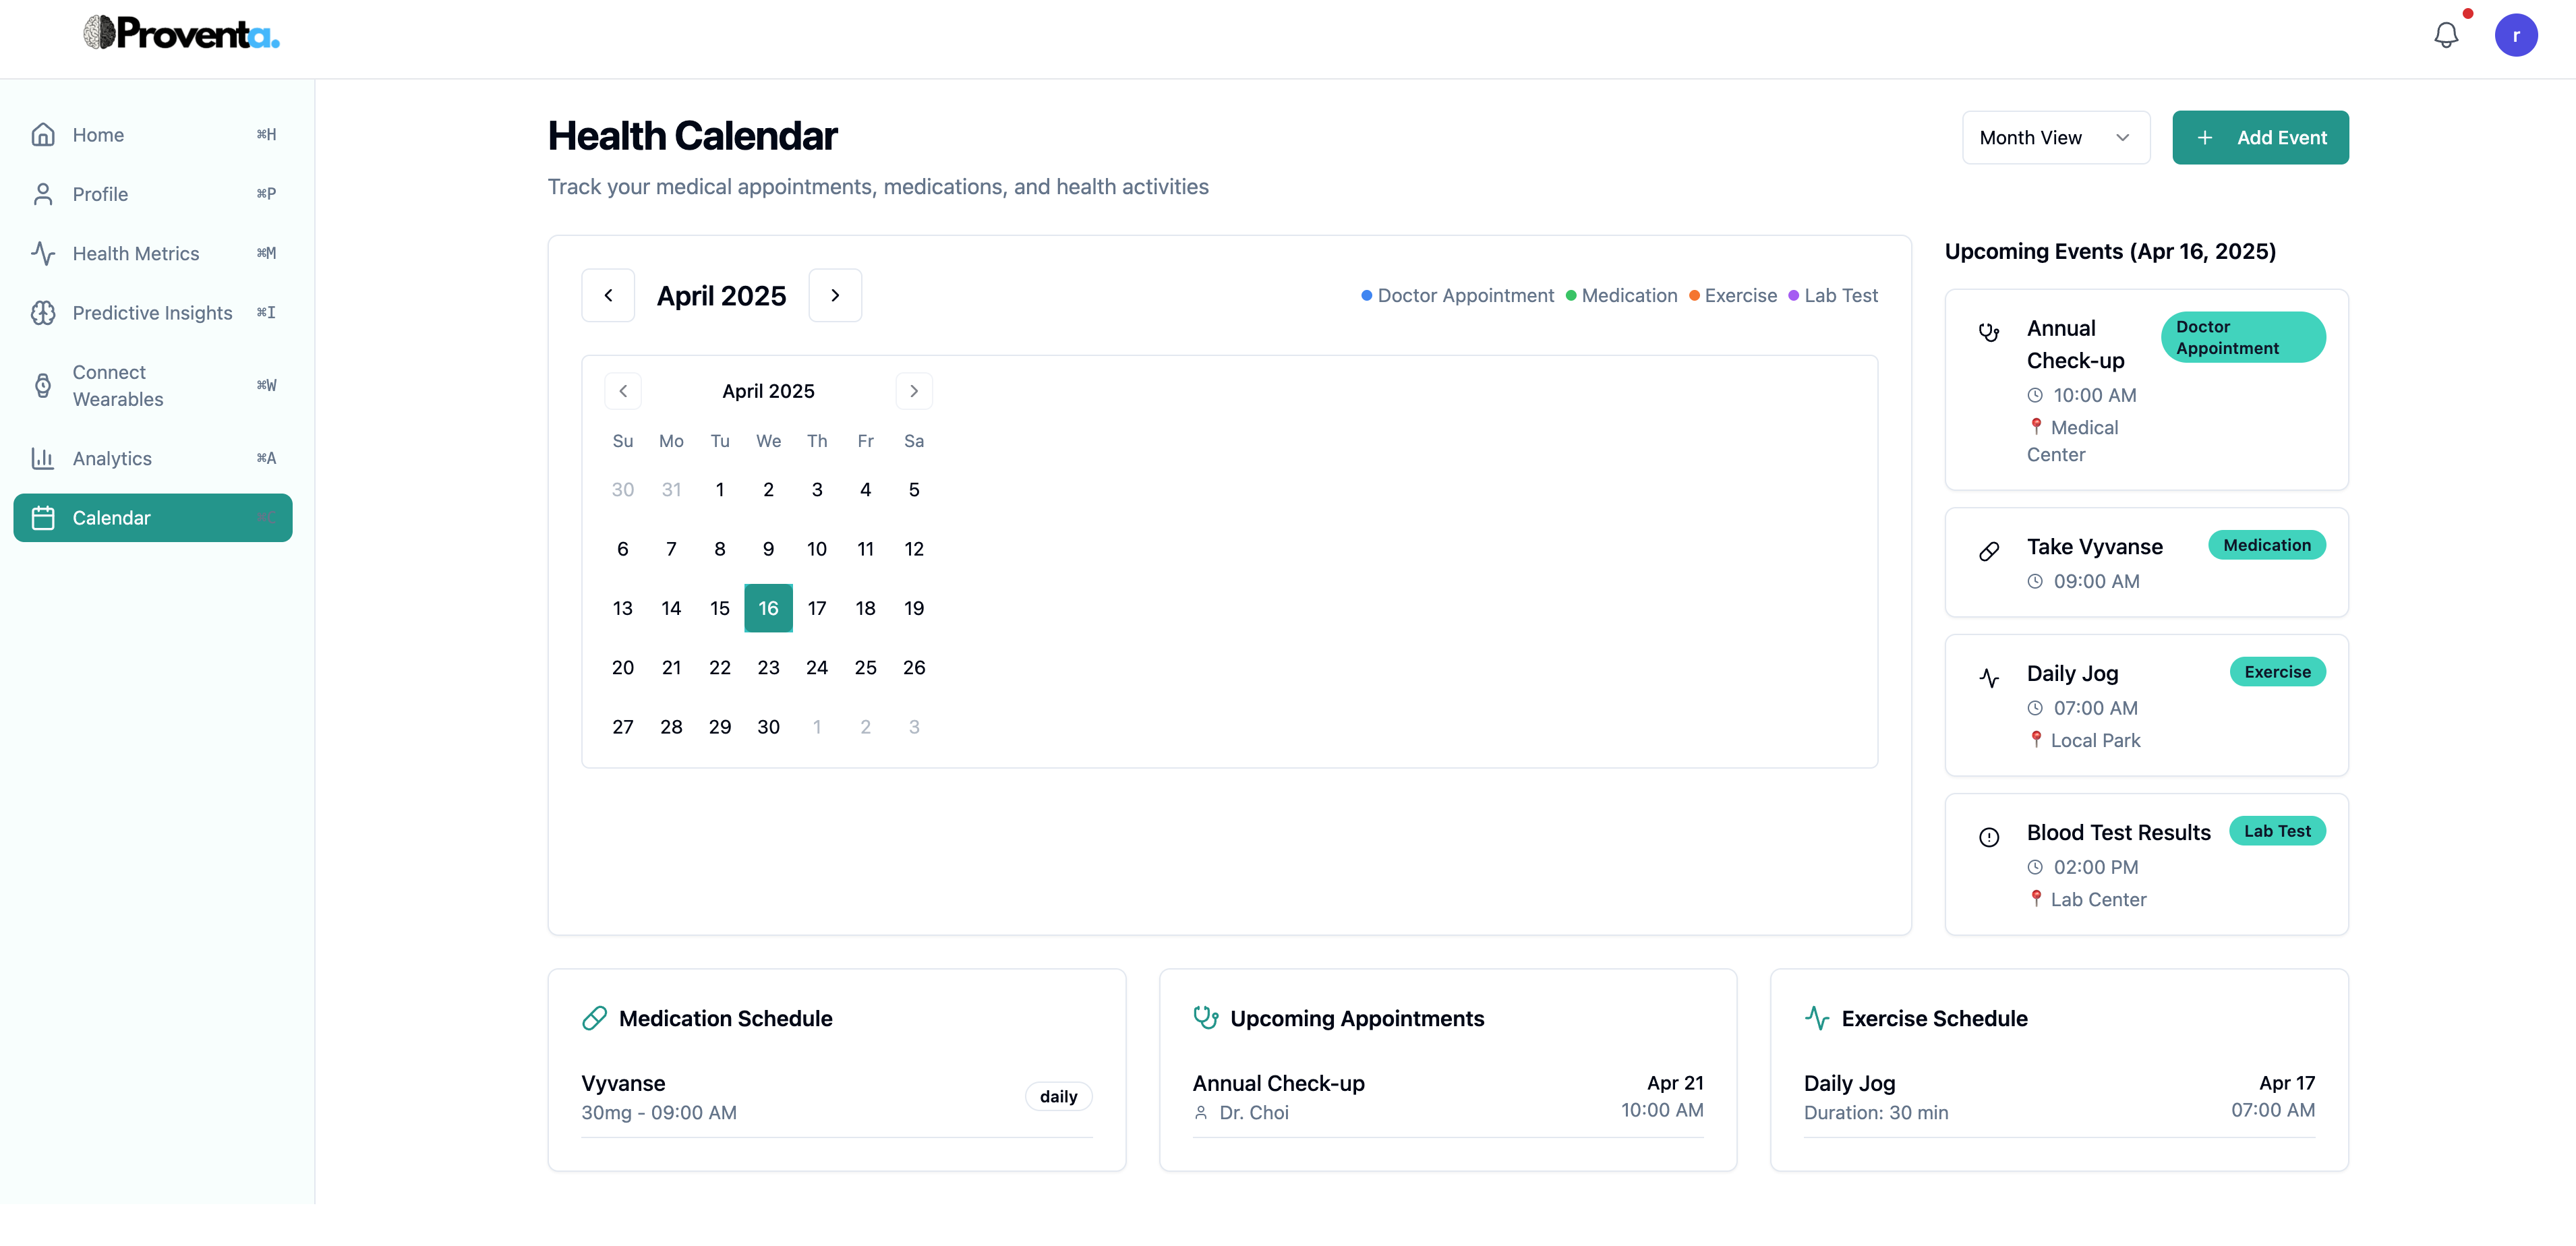 Proventa.
r
Home ⌘H
Profile ⌘P
Health Metrics ⌘M
Predictive Insights ⌘I
Connect
Wearables ⌘W
Analytics ⌘A
Calendar ⌘C
Health Calendar
Track your medical appointments, medications, and health activities
Month View
+ Add Event
April 2025
Doctor Appointment Medication Exercise Lab Test
April 2025
Su Mo Tu We Th Fr Sa
30 31 1 2 3 4 5
6 7 8 9 10 11 12
13 14 15 16 17 18 19
20 21 22 23 24 25 26
27 28 29 30 1 2 3
Upcoming Events (Apr 16, 2025)
Annual
Check-up
Doctor
Appointment
10:00 AM
Medical
Center
Take Vyvanse Medication
09:00 AM
Daily Jog Exercise
07:00 AM
Local Park
Blood Test Results Lab Test
02:00 PM
Lab Center
Medication Schedule
Vyvanse
30mg - 09:00 AM
daily
Upcoming Appointments
Annual Check-up Apr 21
Dr. Choi 10:00 AM
Exercise Schedule
Daily Jog Apr 17
Duration: 30 min 07:00 AM